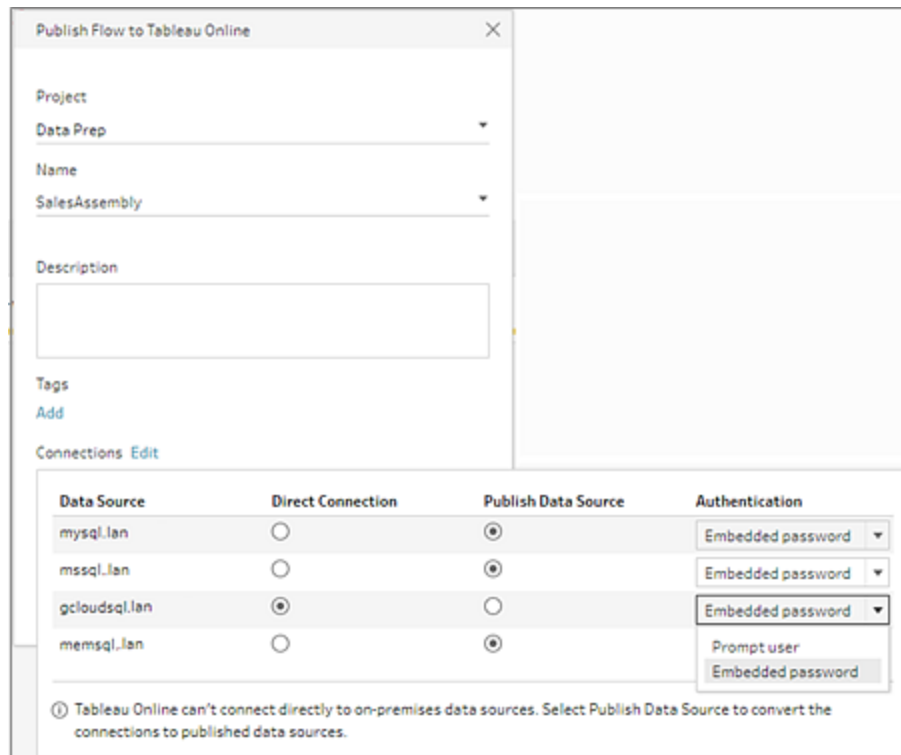 Publish Flow to Tableau Online
Project
Data Prep
Name
SalesAssembly
Description
Tags
Add
Connections Edit
Data Source Direct Connection Publish Data Source Authentication
mysql.lan Embedded password
mssql..lan Embedded password
gcloudsql.lan Embedded password
memsql,.lan
Prompt user
Embedded password
Tableau Online can't connect directly to on-premises data sources. Select Publish Data Source to convert the
connections to published data sources.